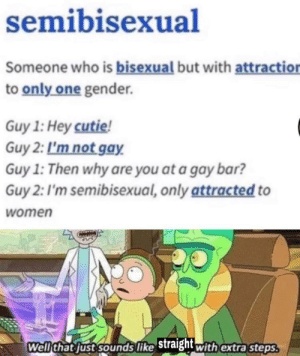 semibisexual
Someone who is bisexual but with attraction
to only one gender.
Guy 1: Hey cutie!
Guy 2: I'm not gay
Guy 1: Then why are you at a gay bar?
Guy 2: I'm semibisexual, only attracted to
women
Well that just sounds like straight with extra steps.